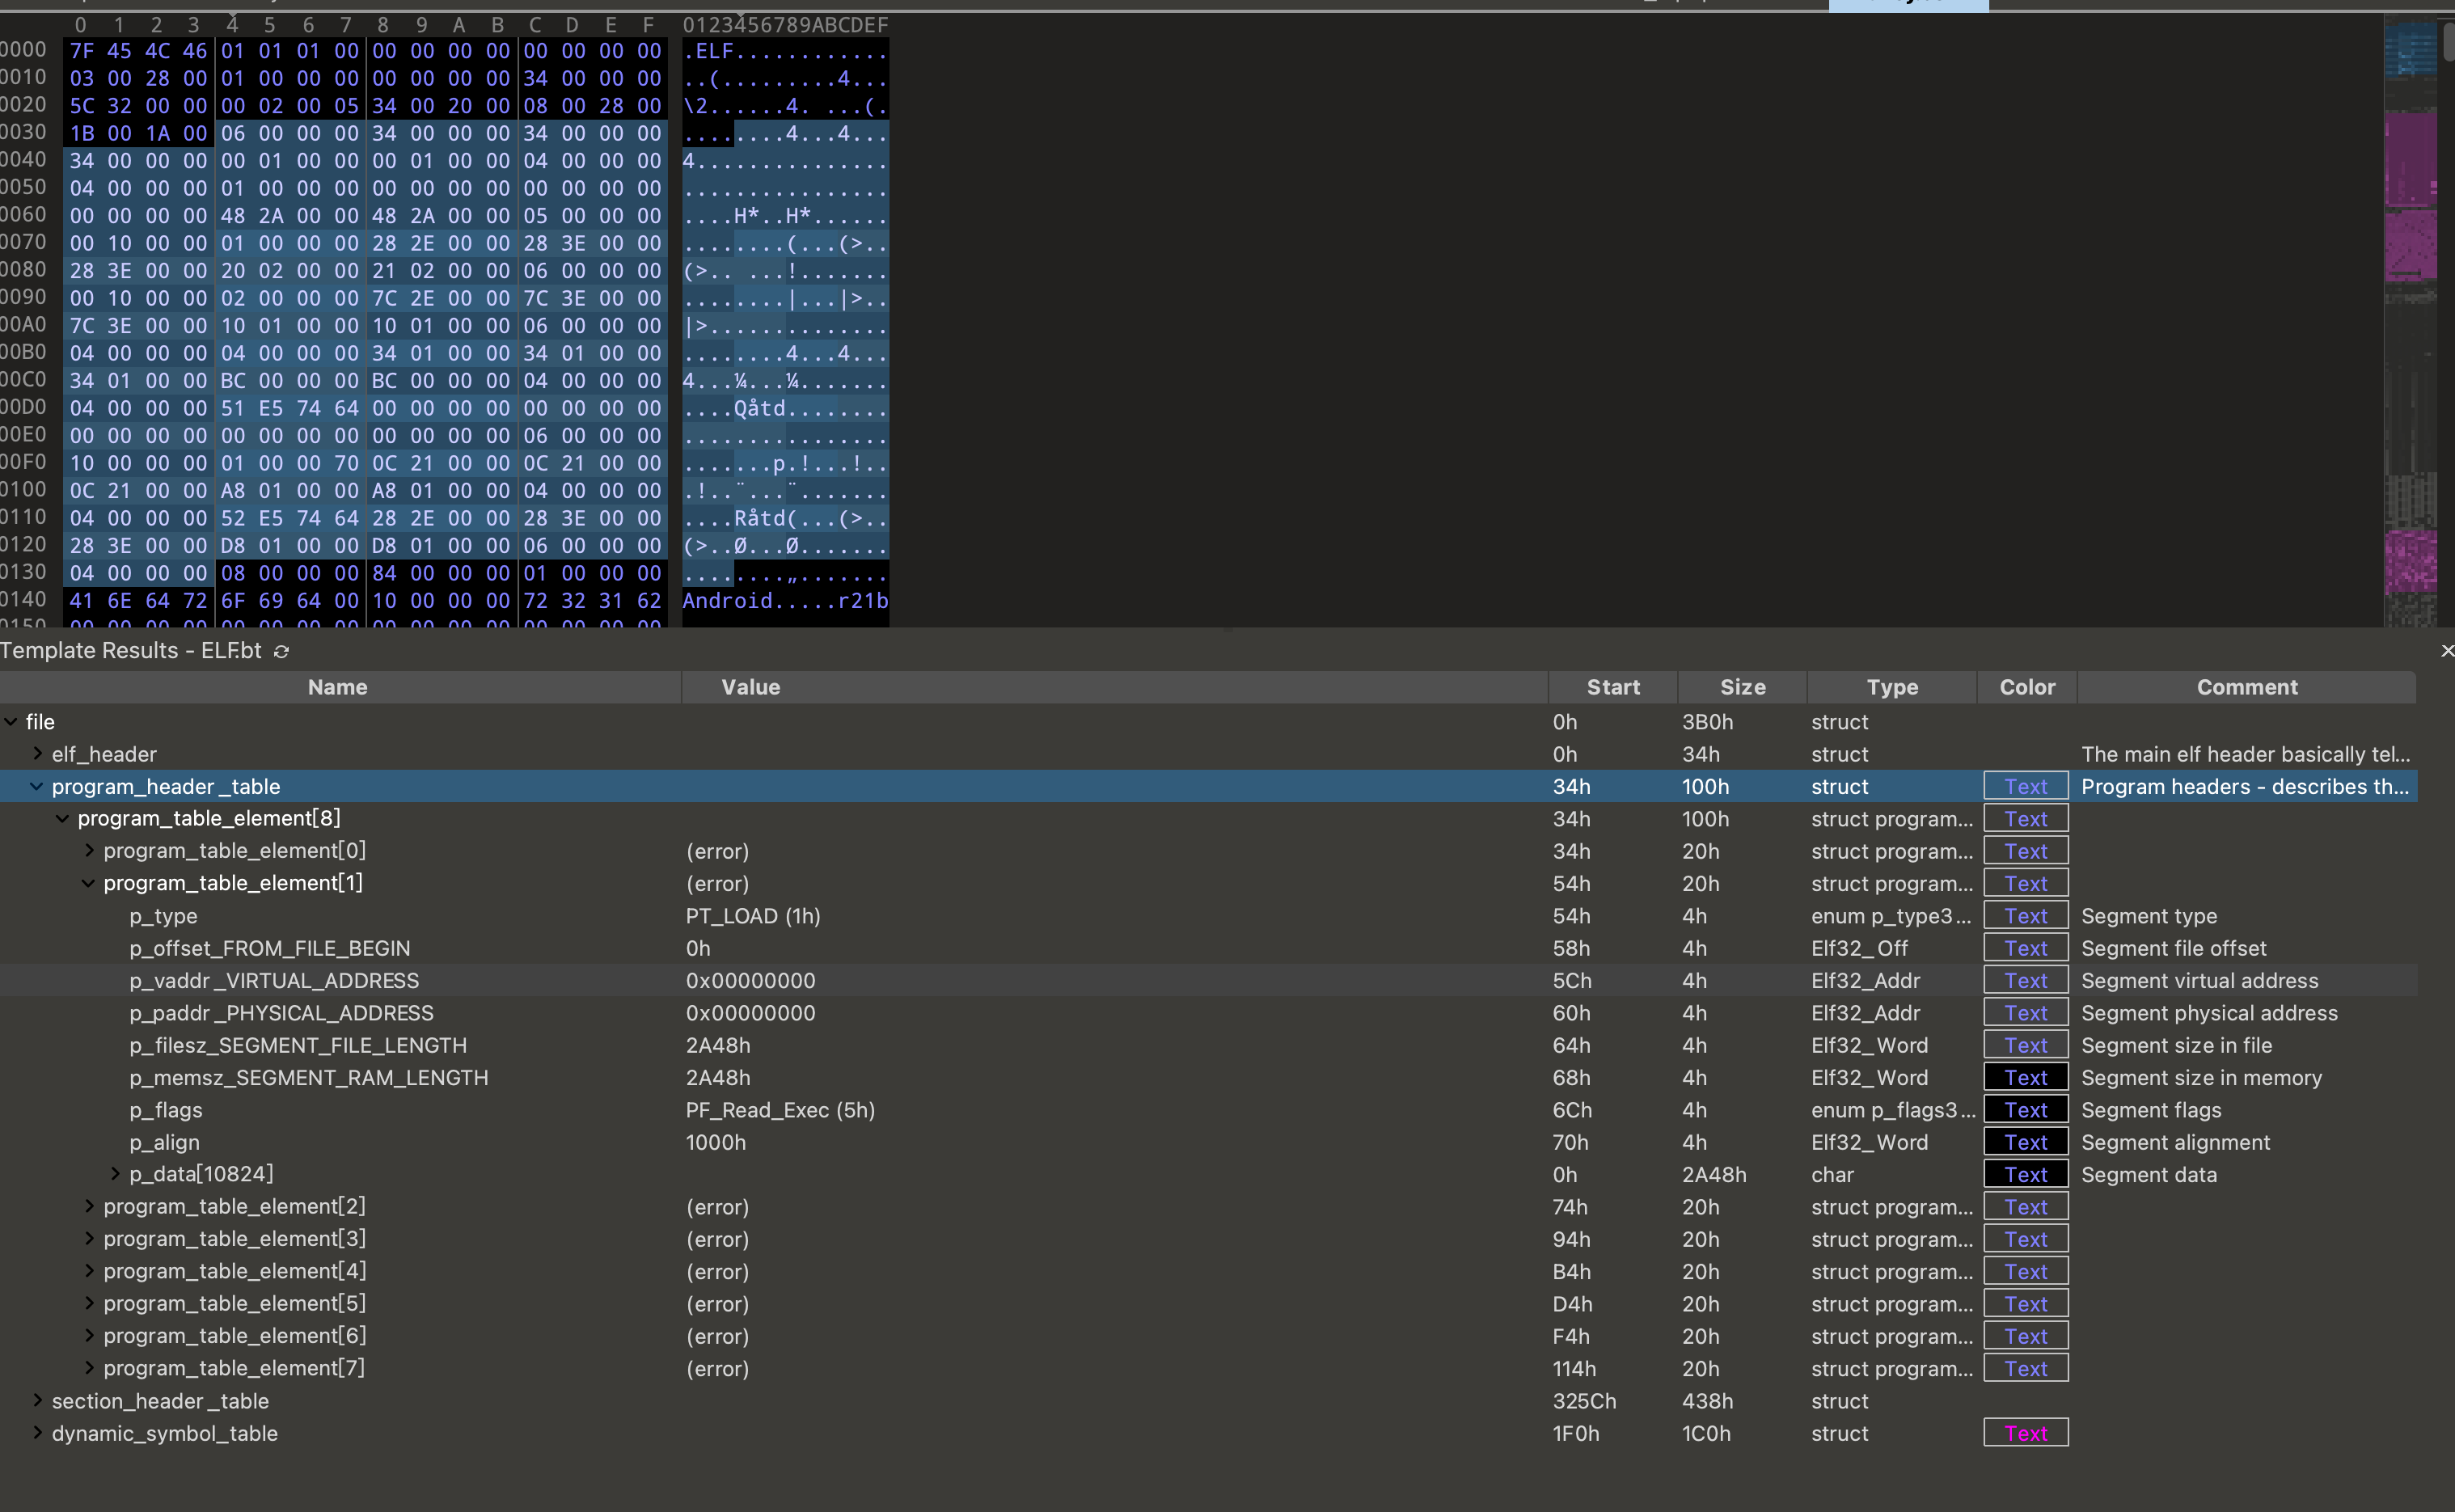 0 1 2 3 4 5 6 7 8 9 A B C D E F 0123456789ABCDEF
0000 7F 45 4C 46 01 01 01 00 00 00 00 00 00 00 00 00 .ELF............
0010 03 00 28 00 01 00 00 00 00 00 00 00 34 00 00 00 ..(.........4...
0020 5C 32 00 00 00 02 00 05 34 00 20 00 08 00 28 00 \2......4. ...(.
0030 1B 00 1A 00 06 00 00 00 34 00 00 00 34 00 00 00 ........4...4...
0040 34 00 00 00 00 01 00 00 00 01 00 00 04 00 00 00 4...............
0050 04 00 00 00 01 00 00 00 00 00 00 00 00 00 00 00 ................
0060 00 00 00 00 48 2A 00 00 48 2A 00 00 05 00 00 00 ....H*..H*......
0070 00 10 00 00 01 00 00 00 28 2E 00 00 28 3E 00 00 ........(...(>..
0080 28 3E 00 00 20 02 00 00 21 02 00 00 06 00 00 00 (>.. ...!.......
0090 00 10 00 00 02 00 00 00 7C 2E 00 00 7C 3E 00 00 ........|...|>..
00A0 7C 3E 00 00 10 01 00 00 10 01 00 00 06 00 00 00 |>..............
00B0 04 00 00 00 04 00 00 00 34 01 00 00 34 01 00 00 ........4...4...
00C0 34 01 00 00 BC 00 00 00 BC 00 00 00 04 00 00 00 4...¼...¼.......
00D0 04 00 00 00 51 E5 74 64 00 00 00 00 00 00 00 00 ....Qåtd........
00E0 00 00 00 00 00 00 00 00 00 00 00 00 06 00 00 00 ................
00F0 10 00 00 00 01 00 00 70 0C 21 00 00 0C 21 00 00 .......p.!...!..
0100 0C 21 00 00 A8 01 00 00 A8 01 00 00 04 00 00 00 .!..¨...¨.......
0110 04 00 00 00 52 E5 74 64 28 2E 00 00 28 3E 00 00 ....Råtd(...(>..
0120 28 3E 00 00 D8 01 00 00 D8 01 00 00 06 00 00 00 (>..Ø...Ø.......
0130 04 00 00 00 08 00 00 00 84 00 00 00 01 00 00 00 ........„.......
0140 41 6E 64 72 6F 69 64 00 10 00 00 00 72 32 31 62 Android.....r21b
0150 00 00 00 00 00 00 00 00 00 00 00 00 00 00 00 00
Template Results - ELF.bt
Name Value Start Size Type Color Comment
file 0h 3B0h struct
elf_header 0h 34h struct The main elf header basically tel...
program_header_table 34h 100h struct Text Program headers - describes th...
program_table_element[8] 34h 100h struct program... Text
program_table_element[0] (error) 34h 20h struct program... Text
program_table_element[1] (error) 54h 20h struct program... Text
p_type PT_LOAD (1h) 54h 4h enum p_type3... Text Segment type
p_offset_FROM_FILE_BEGIN 0h 58h 4h Elf32_Off Text Segment file offset
p_vaddr_VIRTUAL_ADDRESS 0x00000000 5Ch 4h Elf32_Addr Text Segment virtual address
p_paddr_PHYSICAL_ADDRESS 0x00000000 60h 4h Elf32_Addr Text Segment physical address
p_filesz_SEGMENT_FILE_LENGTH 2A48h 64h 4h Elf32_Word Text Segment size in file
p_memsz_SEGMENT_RAM_LENGTH 2A48h 68h 4h Elf32_Word Text Segment size in memory
p_flags PF_Read_Exec (5h) 6Ch 4h enum p_flags3... Text Segment flags
p_align 1000h 70h 4h Elf32_Word Text Segment alignment
p_data[10824] 0h 2A48h char Text Segment data
program_table_element[2] (error) 74h 20h struct program... Text
program_table_element[3] (error) 94h 20h struct program... Text
program_table_element[4] (error) B4h 20h struct program... Text
program_table_element[5] (error) D4h 20h struct program... Text
program_table_element[6] (error) F4h 20h struct program... Text
program_table_element[7] (error) 114h 20h struct program... Text
section_header_table 325Ch 438h struct
dynamic_symbol_table 1F0h 1C0h struct Text